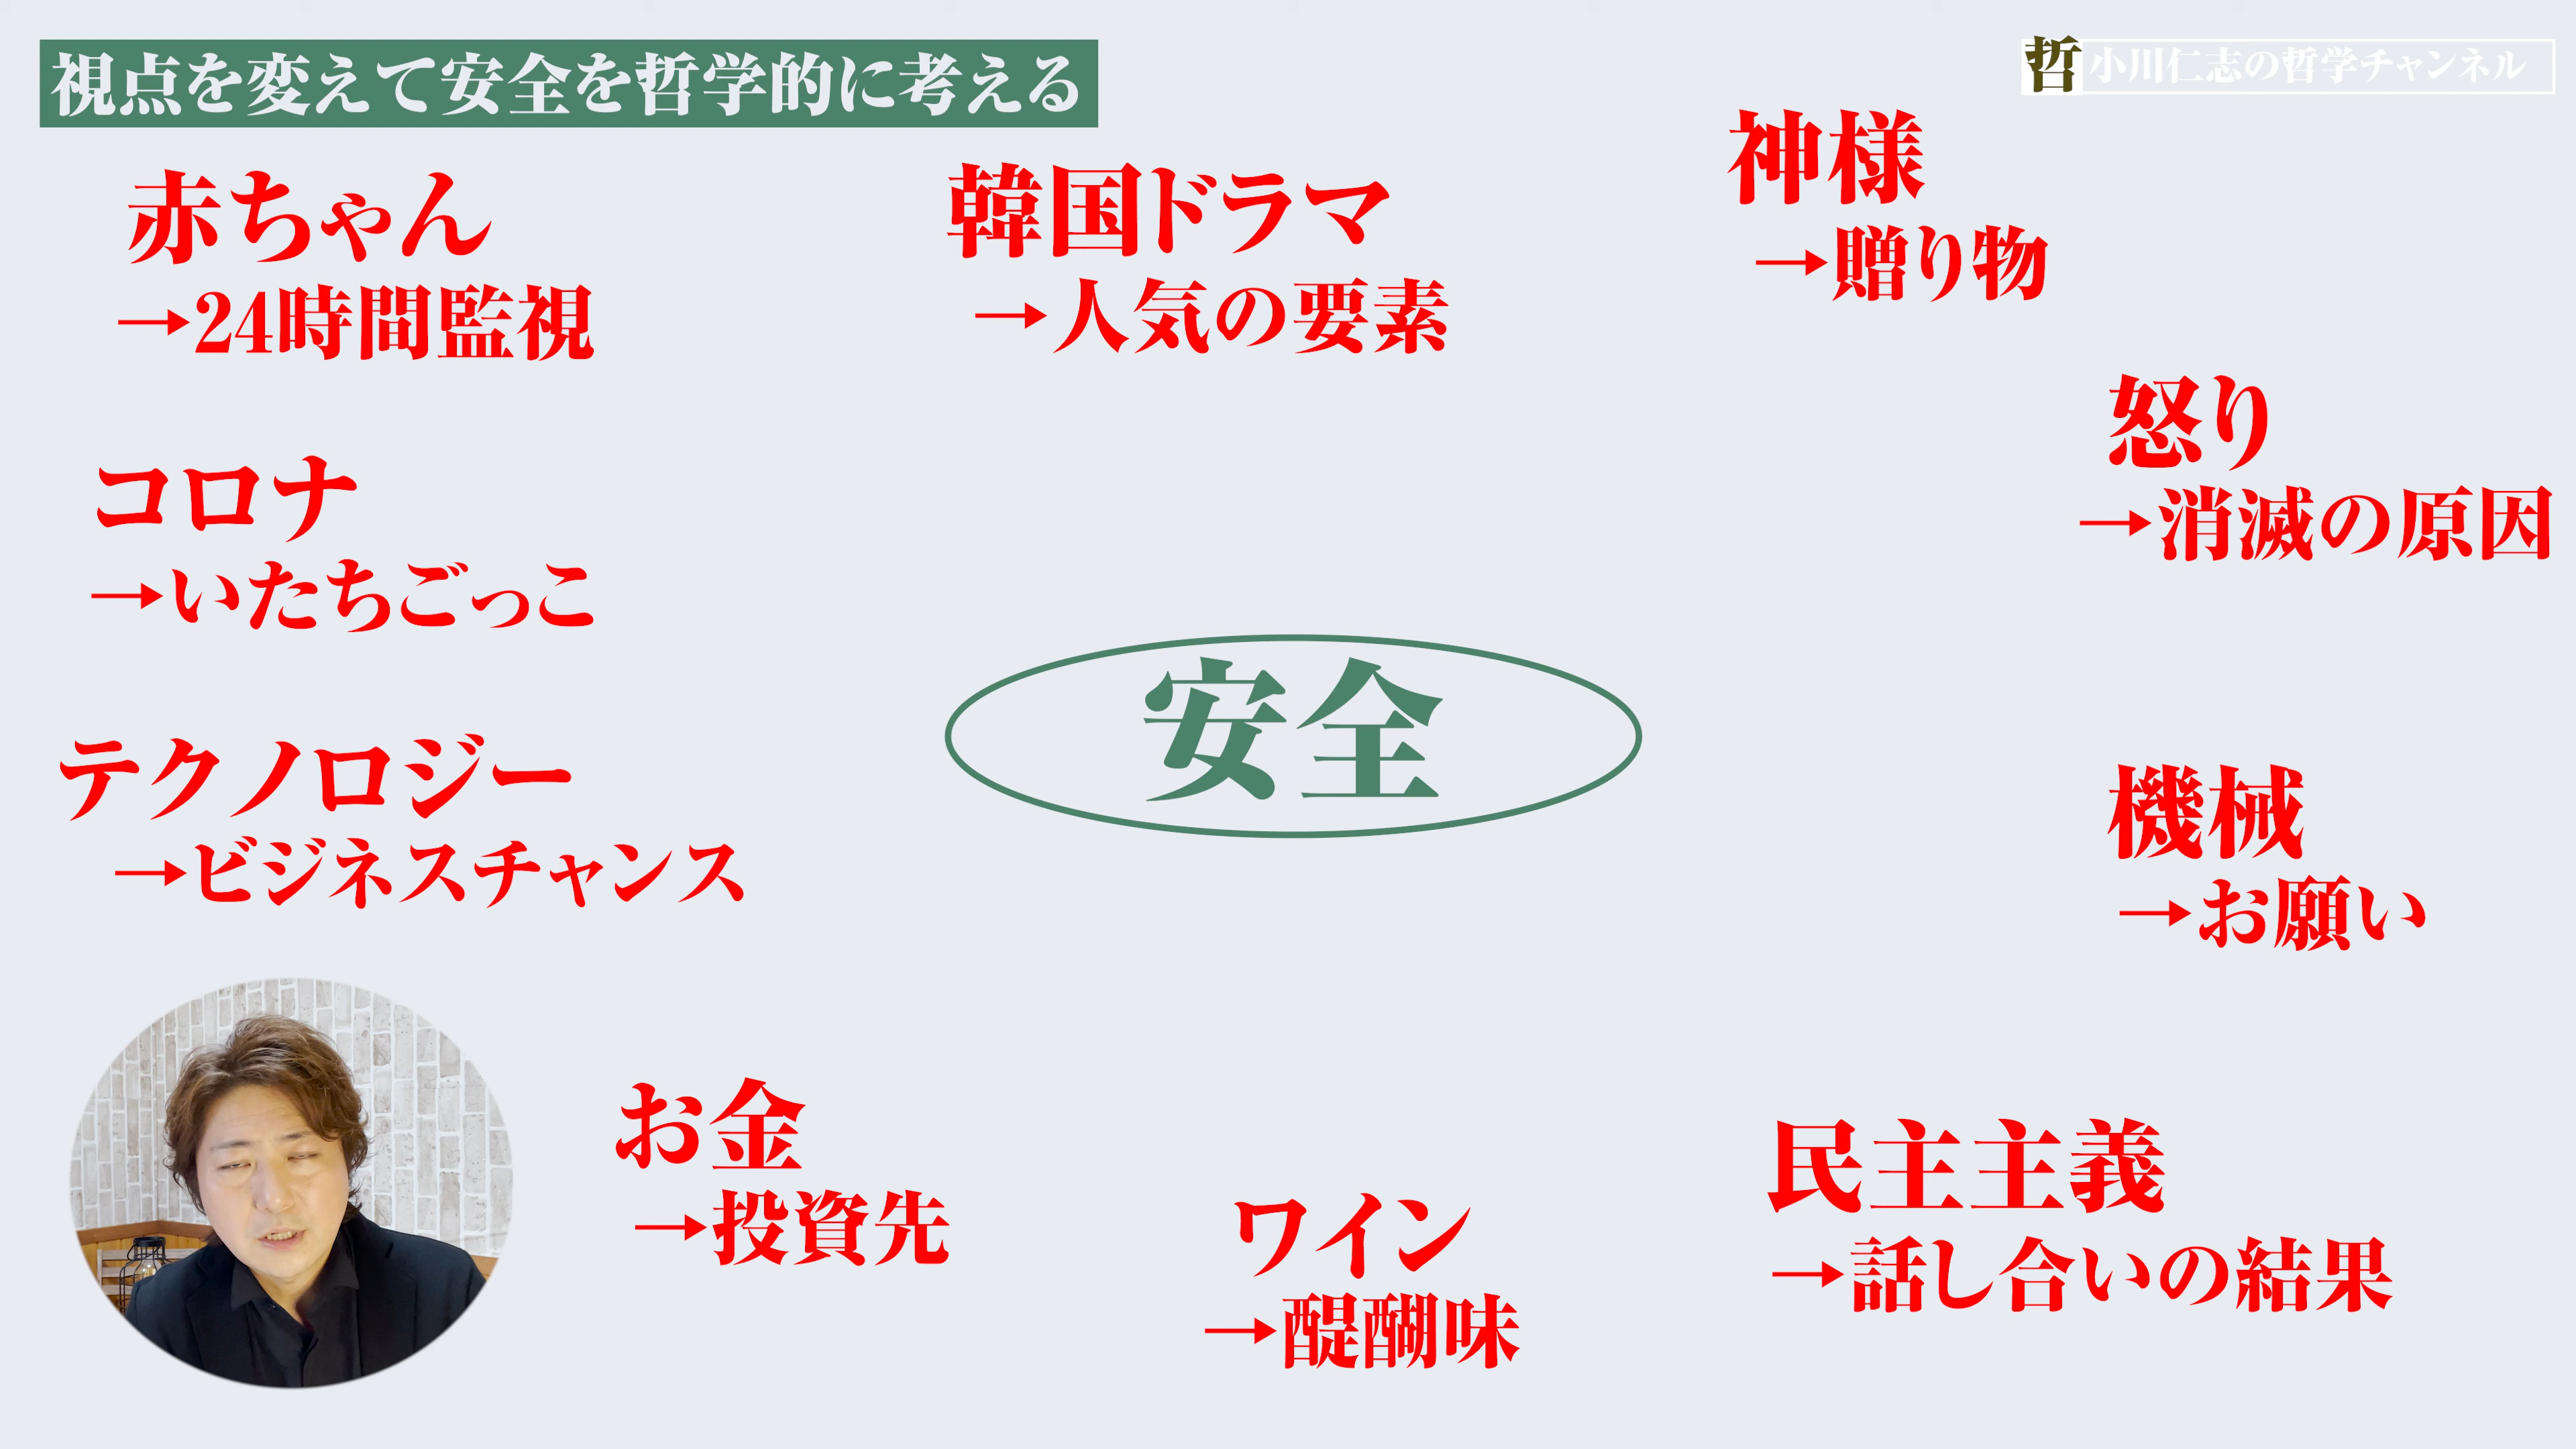 視点を変えて安全を哲学的に考える
哲 小川仁志の哲学チャンネル
赤ちゃん
→24時間監視
韓国ドラマ
→人気の要素
神様
→贈り物
怒り
→消滅の原因
コロナ
→いたちごっこ
安全
テクノロジー
→ビジネスチャンス
機械
→お願い
お金
→投資先
ワイン
→醍醐味
民主主義
→話し合いの結果